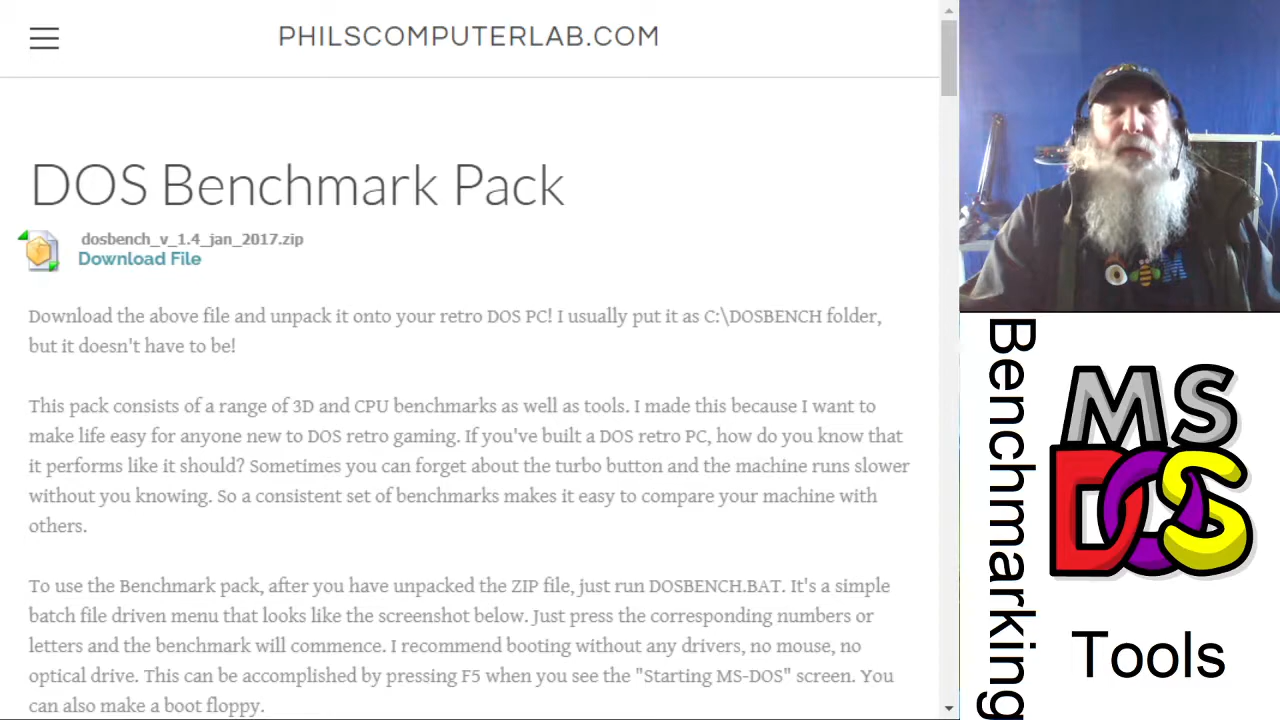 PHILSCOMPUTERLAB.COM
DOS Benchmark Pack
dosbench_v_1.4_jan_2017.zip
Download File
Download the above file and unpack it onto your retro DOS PC! I usually put it as C:\DOSBENCH folder,
but it doesn't have to be!
This pack consists of a range of 3D and CPU benchmarks as well as tools. I made this because I want to
make life easy for anyone new to DOS retro gaming. If you've built a DOS retro PC, how do you know that
it performs like it should? Sometimes you can forget about the turbo button and the machine runs slower
without you knowing. So a consistent set of benchmarks makes it easy to compare your machine with
others.
To use the Benchmark pack, after you have unpacked the ZIP file, just run DOSBENCH.BAT. It's a simple
batch file driven menu that looks like the screenshot below. Just press the corresponding numbers or
letters and the benchmark will commence. I recommend booting without any drivers, no mouse, no
optical drive. This can be accomplished by pressing F5 when you see the "Starting MS-DOS" screen. You
can also make a boot floppy.
Benchmarking
MS
DOS
Tools